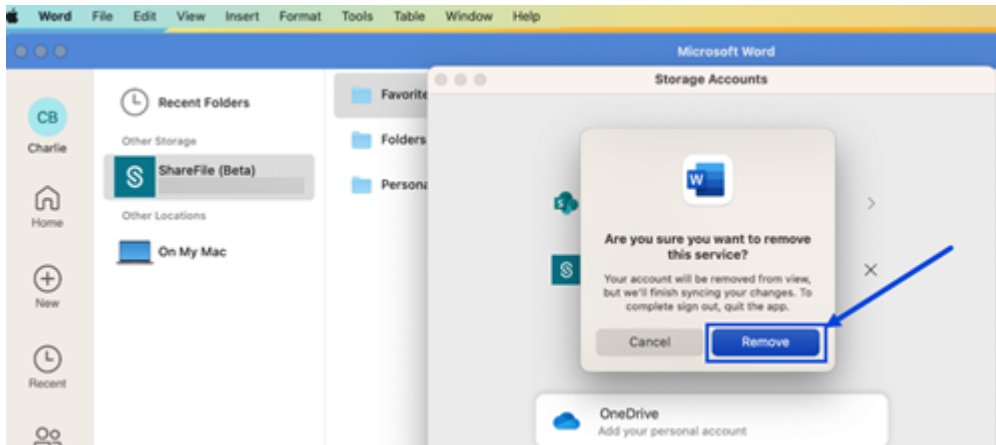 Word File Edit View Insert Format Tools Table Window Help
Microsoft Word
CB
Charlie
Home
New
Recent
Recent Folders
Other Storage
ShareFile (Beta)
Other Locations
On My Mac
Favorite
Folders
Persona
Storage Accounts
W
Are you sure you want to remove
this service?
Your account will be removed from view,
but we'll finish syncing your changes. To
complete sign out, quit the app.
Cancel Remove
OneDrive
Add your personal account